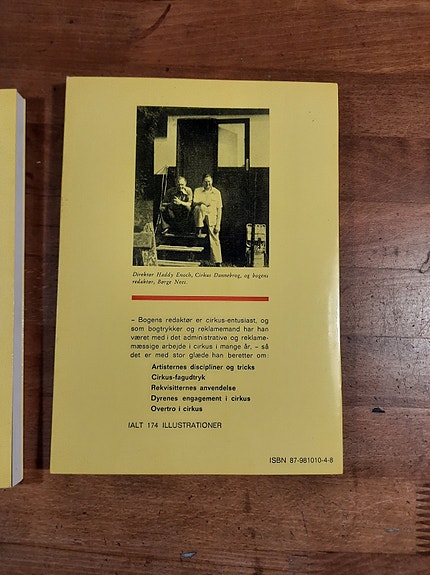 Direktør Haddy Enoch, Cirkus Dannebrog, og bogens
redaktør, Børge Noes.
– Bogens redaktør er cirkus-entusiast, og
som bogtrykker og reklamemand har han
været med i det administrative og reklame-
mæssige arbejde i cirkus i mange år, – så
det er med stor glæde han beretter om:
Artisternes discipliner og tricks
Cirkus-fagudtryk
Rekvisitternes anvendelse
Dyrenes engagement i cirkus
Overtro i cirkus
IALT 174 ILLUSTRATIONER
ISBN 87-981010-4-8